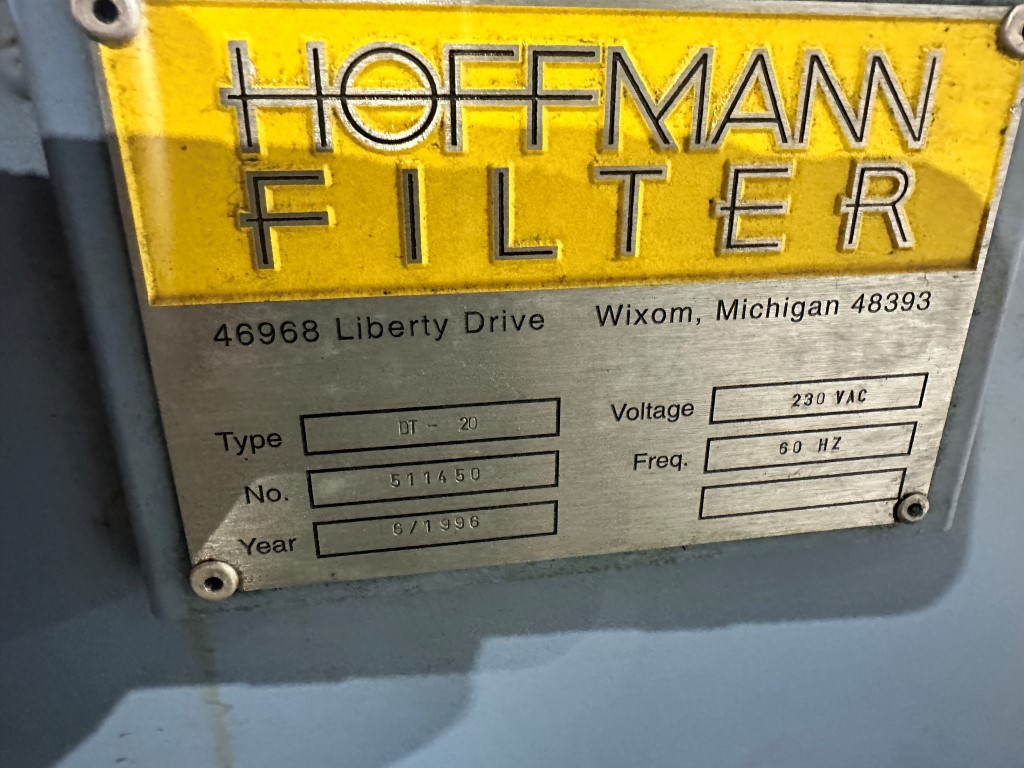 HOFFMANN
FILTER
46968 Liberty Drive Wixom, Michigan 48393
Type DT - 20
No. 511450
Year 6/1996
Voltage 230 VAC
Freq. 60 HZ